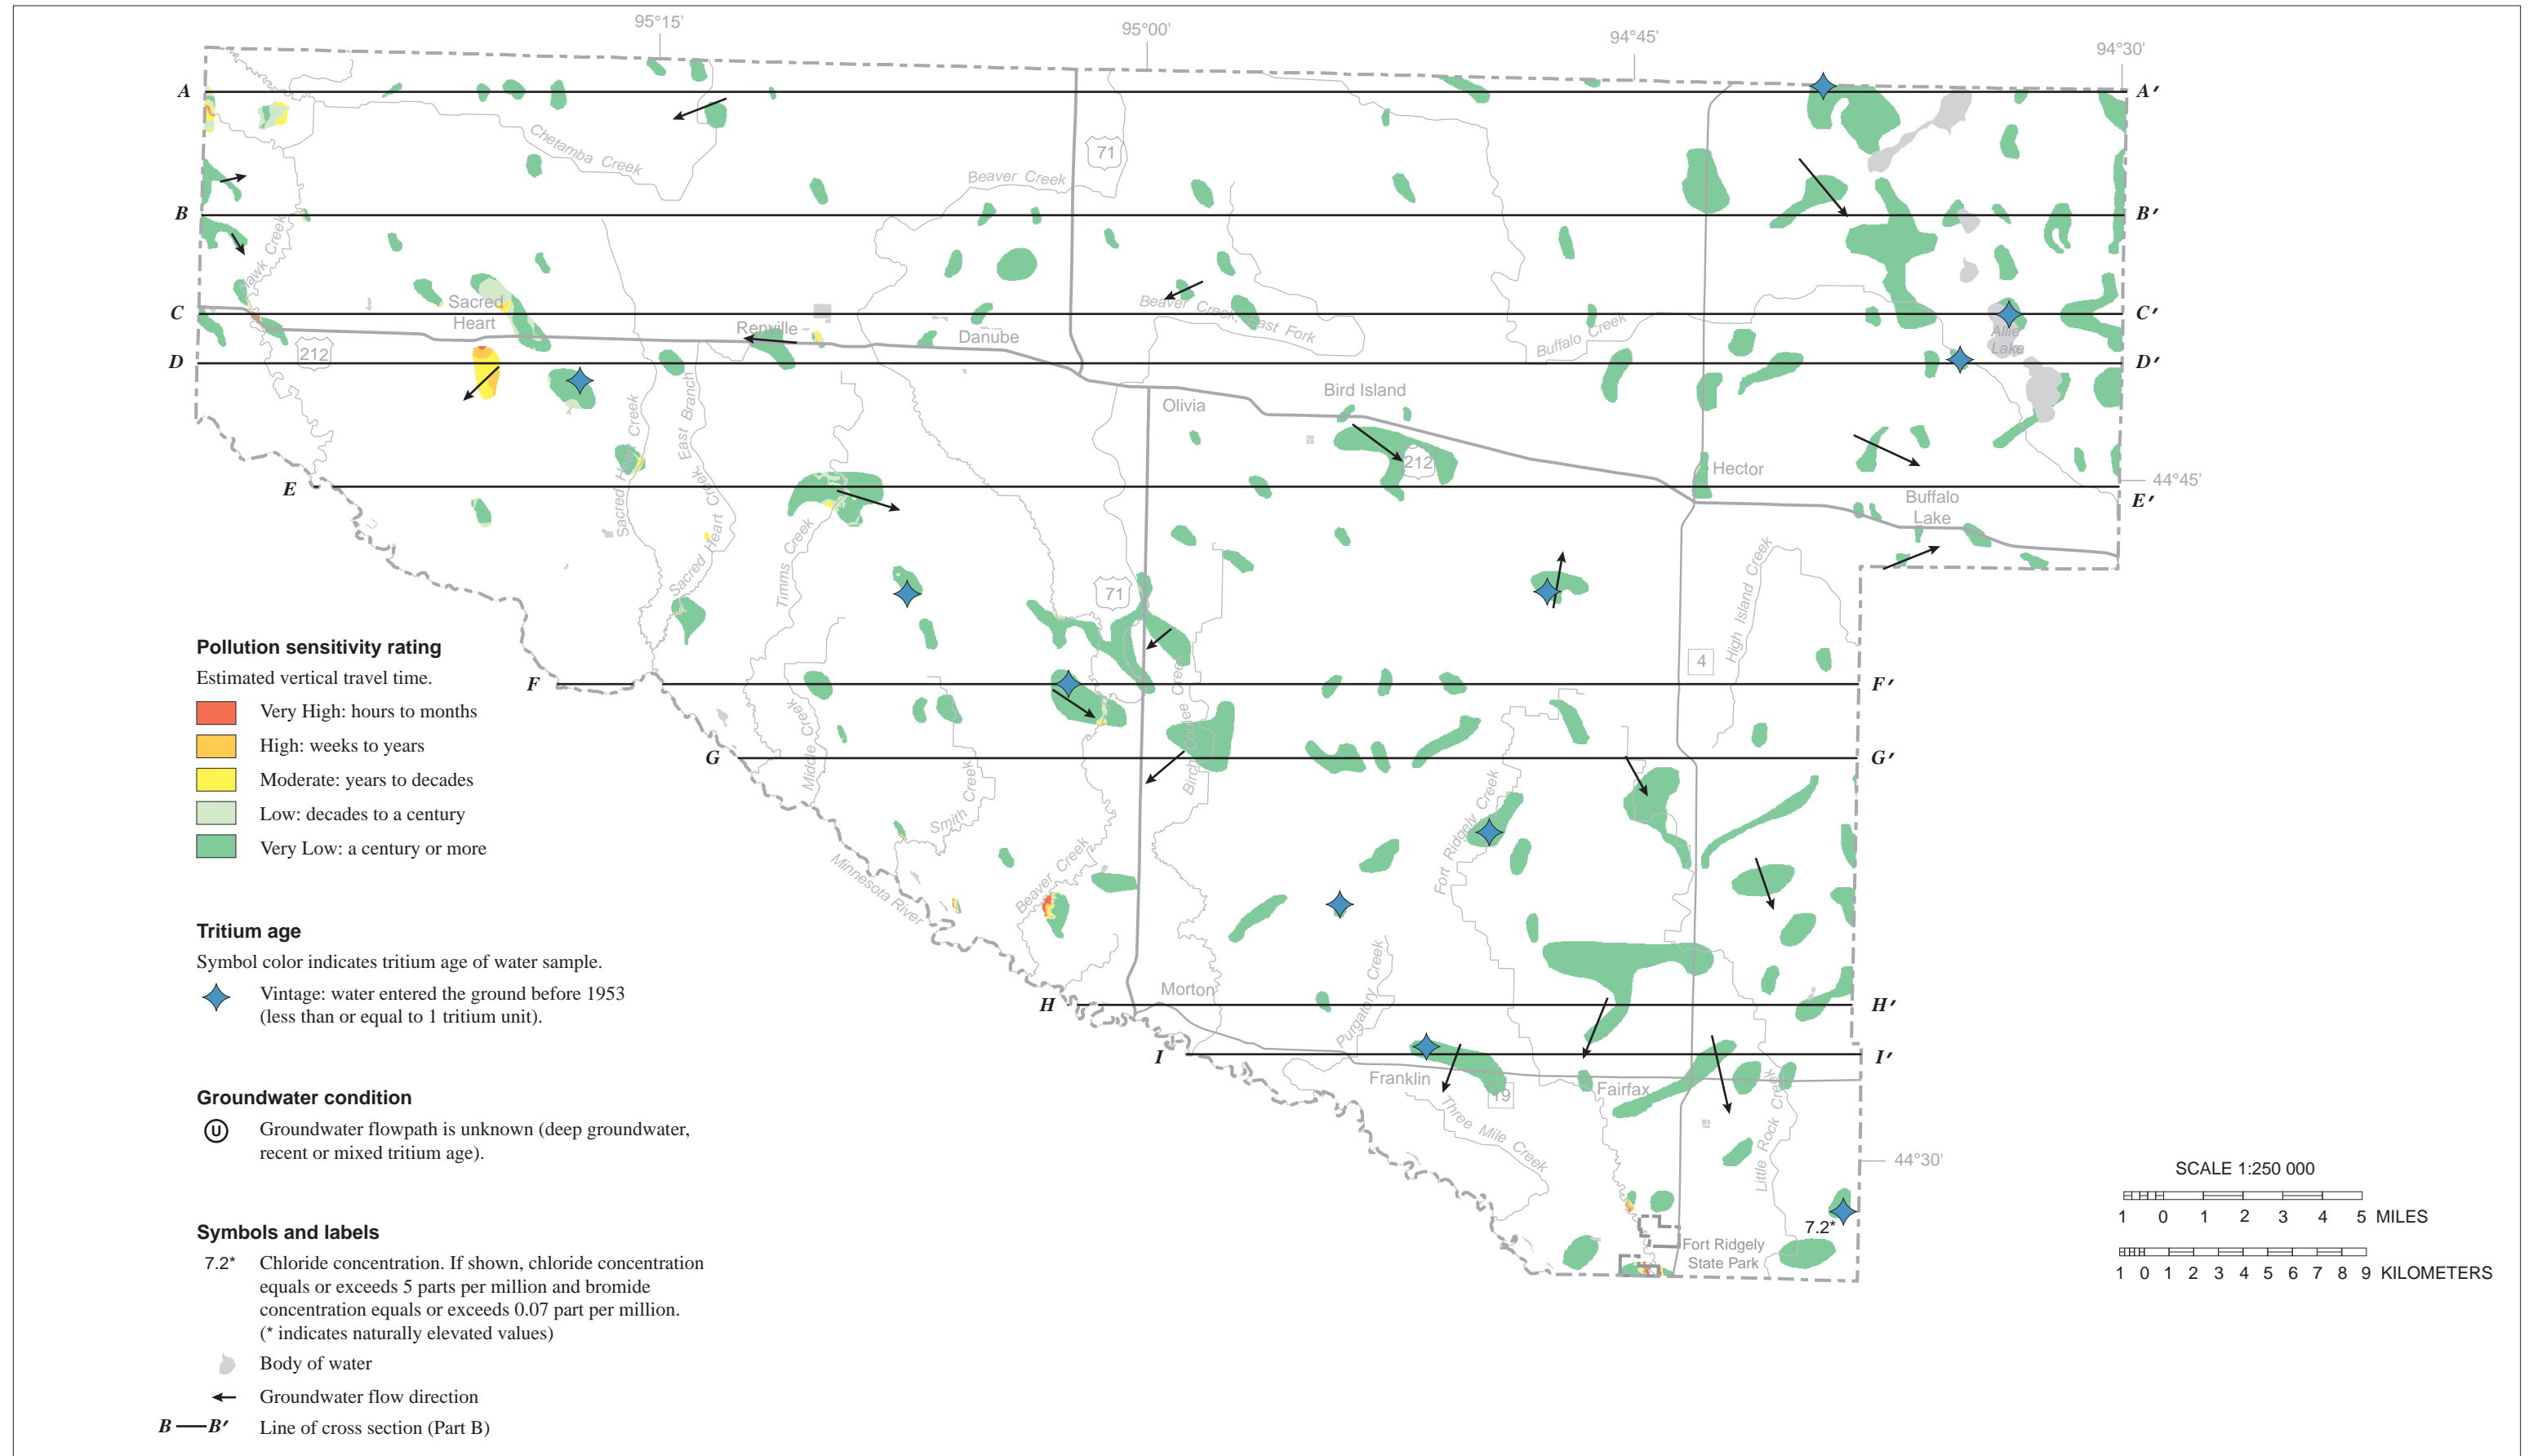 95°15'
95°00'
94°45'
94°30'
A
A′
Chetamba Creek
71
Beaver Creek
B
B′
Hawk Creek
Sacred
Heart
C
C′
Beaver Creek, East Fork
Renville
Danube
Buffalo Creek
Allie
Lake
212
D
D′
Bird Island
Olivia
Sacred Heart Creek
Sacred Heart Creek, East Branch
212
Hector
44°45'
E
E′
Buffalo
Lake
Timms Creek
High Island Creek
71
4
F
F′
Birch Coulee Creek
Middle Creek
G
G′
Smith Creek
Fort Ridgely Creek
Minnesota River
Beaver Creek
Purgatory Creek
Morton
H
H′
I
I′
Franklin
19
Fairfax
Three Mile Creek
Little Rock Creek
44°30'
7.2*
Fort Ridgely
State Park
Pollution sensitivity rating
Estimated vertical travel time.
Very High: hours to months
High: weeks to years
Moderate: years to decades
Low: decades to a century
Very Low: a century or more
Tritium age
Symbol color indicates tritium age of water sample.
Vintage: water entered the ground before 1953
(less than or equal to 1 tritium unit).
Groundwater condition
U Groundwater flowpath is unknown (deep groundwater,
recent or mixed tritium age).
Symbols and labels
7.2* Chloride concentration. If shown, chloride concentration
equals or exceeds 5 parts per million and bromide
concentration equals or exceeds 0.07 part per million.
(* indicates naturally elevated values)
Body of water
Groundwater flow direction
B B′ Line of cross section (Part B)
SCALE 1:250 000
1 0 1 2 3 4 5 MILES
1 0 1 2 3 4 5 6 7 8 9 KILOMETERS